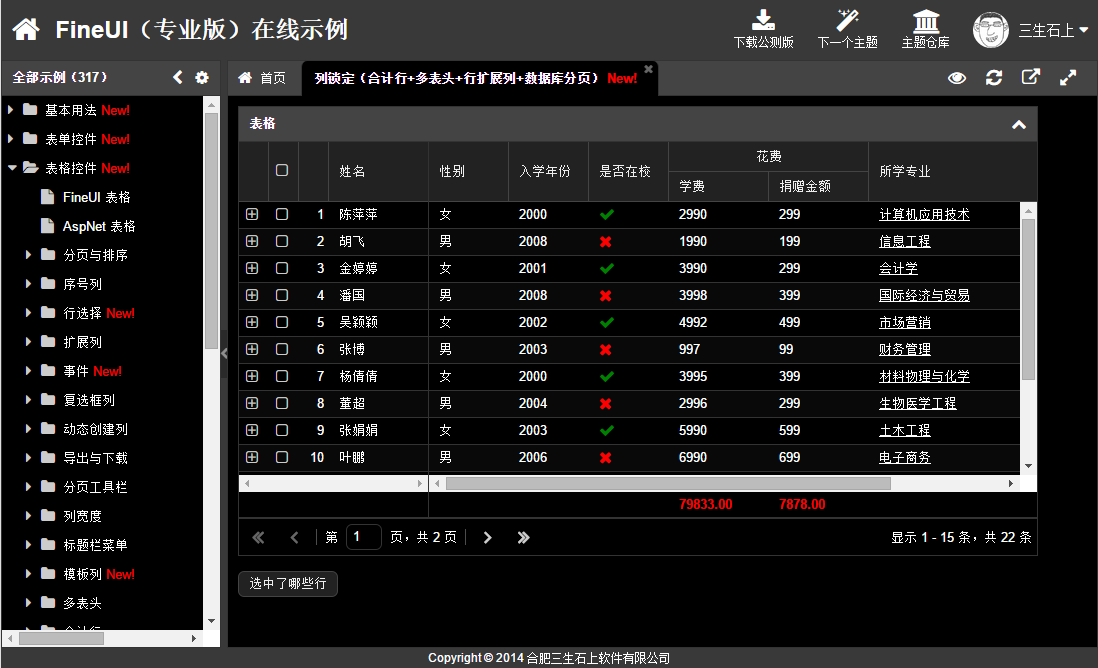 FineUI（专业版）在线示例
下载公测版 下一个主题 主题仓库 三生石上
全部示例（317）
首页 列锁定（合计行+多表头+行扩展列+数据库分页） New!
基本用法 New!
表单控件 New!
表格控件 New!
FineUI 表格
AspNet 表格
分页与排序
序号列
行选择 New!
扩展列
事件 New!
复选框列
动态创建列
导出与下载
分页工具栏
列宽度
标题栏菜单
模板列 New!
多表头
合计行
表格
姓名 性别 入学年份 是否在校 花费 所学专业
学费 捐赠金额
1 陈萍萍 女 2000 2990 299 计算机应用技术
2 胡飞 男 2008 1990 199 信息工程
3 金婷婷 女 2001 3990 299 会计学
4 潘国 男 2008 3998 399 国际经济与贸易
5 吴颖颖 女 2002 4992 499 市场营销
6 张博 男 2003 997 99 财务管理
7 杨倩倩 女 2000 3995 399 材料物理与化学
8 董超 男 2004 2996 299 生物医学工程
9 张娟娟 女 2003 5990 599 土木工程
10 叶鹏 男 2006 6990 699 电子商务
79833.00 7878.00
第 1 页，共 2 页 显示 1 - 15 条，共 22 条
选中了哪些行
Copyright © 2014 合肥三生石上软件有限公司